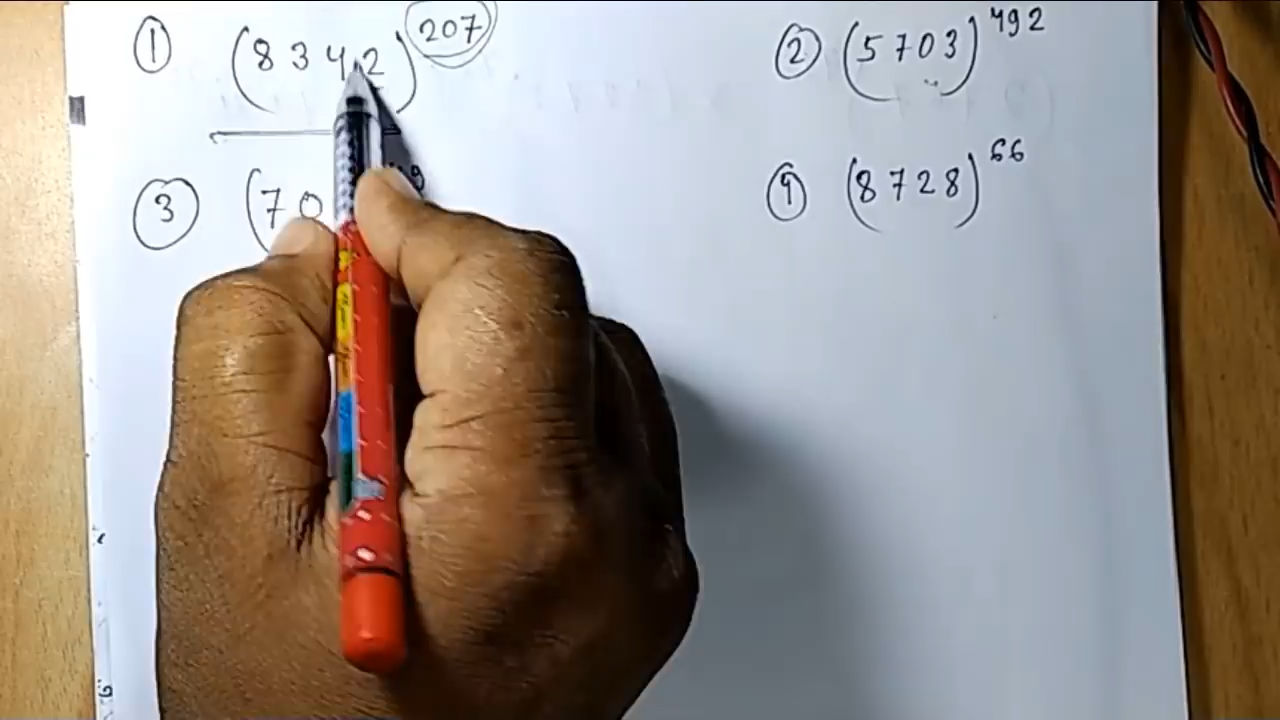 ① (8342)^207 ② (5703)^492
③ (70 ④ (8728)^66